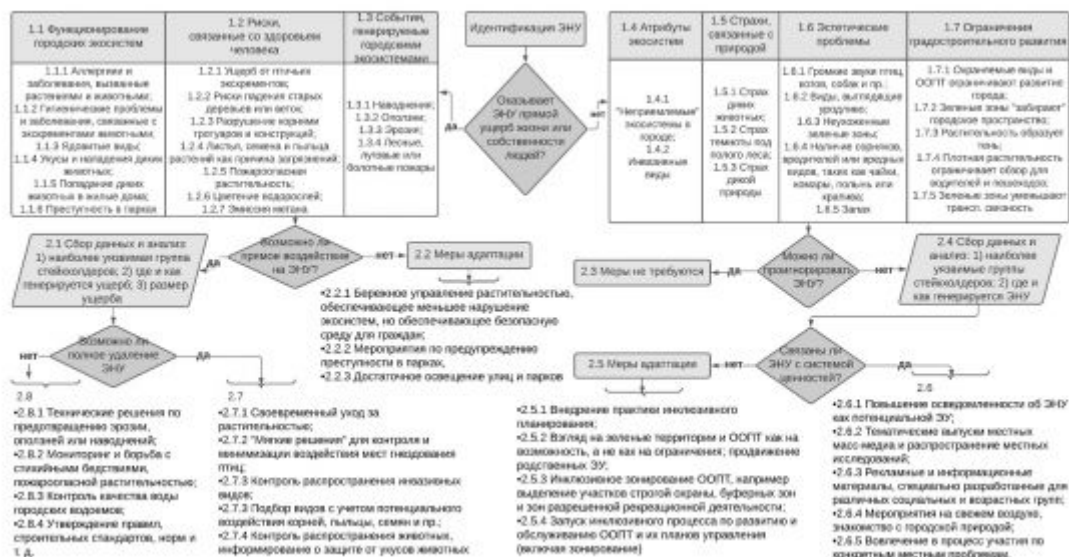 1.1 Функционирование
городских экосистем
1.1.1 Аллергии и
заболевания, вызванные
растениями и животными;
1.1.2 Гигиенические проблемы
и заболевания, связанные с
экскрементами животными;
1.1.3 Ядовитые виды;
1.1.4 Укусы и нападения диких
животных;
1.1.5 Попадание диких
животных в жилые дома;
1.1.6 Преступность в парках
1.2 Риски,
связанные со здоровьем
человека
1.2.1 Ущерб от птичьих
экскрементов;
1.2.2 Риски падения старых
деревьев или веток;
1.2.3 Разрушение корнями
тротуаров и конструкций;
1.2.4 Листья, семена и пыльца
растений как причина загрязнений;
1.2.5 Пожароопасная
растительность;
1.2.6 Цветение водорослей;
1.2.7 Эмиссия метана
1.3 События,
генерируемые
городскими
экосистемами
1.3.1 Наводнения;
1.3.2 Оползни;
1.3.3 Эрозия;
1.3.4 Лесные,
луговые или
болотные пожары
Идентификация ЭНУ
Оказывает
ЭНУ прямой
ущерб жизни или
собственности
людей?
да
нет
1.4 Атрибуты
экосистем
1.4.1
"Неприемлемые"
экосистемы в
городе;
1.4.2
Инвазивные
виды
1.5 Страхи,
связанные с
природой
1.5.1 Страх
диких
животных;
1.5.2 Страх
темноты под
полога леса;
1.5.3 Страх
дикой
природы
1.6 Эстетические
проблемы
1.6.1 Громкие звуки птиц,
котов, собак и пр.;
1.6.2 Виды, выглядящие
уродливо;
1.6.3 Неухоженные
зеленые зоны;
1.6.4 Наличие сорняков,
вредителей или вредных
видов, таких как чайки,
комары, полынь или
крапива;
1.6.5 Запах
1.7 Ограничения
градостроительного развития
1.7.1 Охраняемые виды и
ООПТ ограничивают развитие
города;
1.7.2 Зеленые зоны "забирают"
городское пространство;
1.7.3 Растительность образует
тень;
1.7.4 Плотная растительность
ограничивает обзор для
водителей и пешеходов;
1.7.5 Зеленые зоны уменьшают
трансп. связность
2.1 Сбор данных и анализ
1) наиболее уязвимая группа
стейкхолдеров; 2) где и как
генерируется ущерб; 3) размер
ущерба
да
Возможно ли
прямое воздействие
на ЭНУ?
нет
2.2 Меры адаптации
•2.2.1 Бережное управление растительностью,
обеспечивающее меньшее нарушение
экосистем, но обеспечивающее безопасную
среду для граждан;
•2.2.2 Мероприятия по предупреждению
преступности в парках,
•2.2.3 Достаточное освещение улиц и парков
2.3 Меры не требуются
да
Можно ли
проигнорировать
ЭНУ?
нет
2.4 Сбор данных и
анализ: 1) наиболее
уязвимые группы
стейкхолдеров; 2) где и
как генерируется ЭНУ
нет
Возможно ли
полное удаление
ЭНУ
да
2.8
•2.8.1 Технические решения по
предотвращению эрозии,
оползней или наводнений;
•2.8.2 Мониторинг и борьба с
стихийными бедствиями,
пожароопасной растительностью;
•2.8.3 Контроль качества воды
городских водоемов;
•2.8.4 Утверждение правил,
строительных стандартов, норм и
т. д.
2.7
•2.7.1 Своевременный уход за
растительностью;
•2.7.2 "Мягкие решения" для контроля и
минимизации воздействия мест гнездования
птиц;
•2.7.3 Контроль распространения инвазивных
видов;
•2.7.3 Подбор видов с учетом потенциального
воздействия корней, пыльцы, семян и пр.;
•2.7.4 Контроль распространения животных,
информирование о защите от укусов животных
2.5 Меры адаптации
нет
Связаны ли
ЭНУ с системой
ценностей?
да
•2.5.1 Внедрение практики инклюзивного
планирования;
•2.5.2 Взгляд на зеленые территории и ООПТ как на
возможность, а не как на ограничения; продвижение
родственных ЭУ;
•2.5.3 Инклюзивное зонирование ООПТ, например
выделение участков строгой охраны, буферных зон
и зон разрешенной рекреационной деятельности;
•2.5.4 Запуск инклюзивного процесса по развитию и
обслуживанию ООПТ и их планов управления
(включая зонирование)
2.6
•2.6.1 Повышение осведомленности об ЭНУ
как потенциальной ЭУ;
•2.6.2 Тематические выпуски местных
масс-медиа и распространение местных
исследований;
•2.6.3 Рекламные и информационные
материалы, специально разработанные для
различных социальных и возрастных групп;
•2.6.4 Мероприятия на свежем воздухе,
знакомство с городской природой;
•2.6.5 Вовлечение в процесс участия по
конкретным местным проблемам